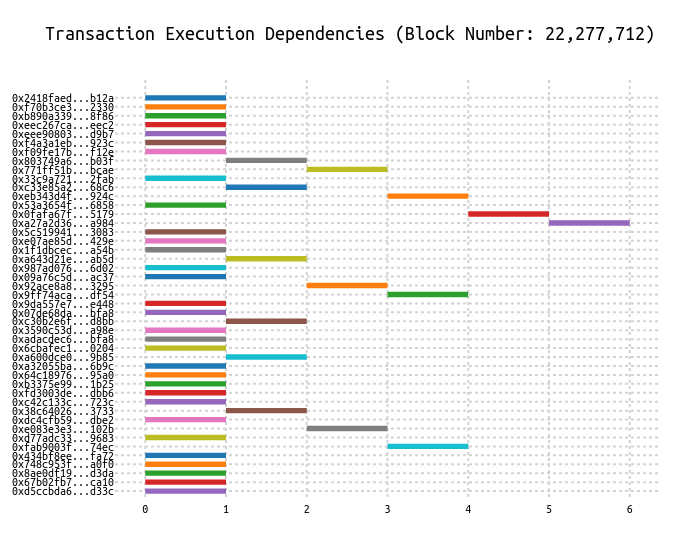 Transaction Execution Dependencies (Block Number: 22,277,712)
0x2418faed...b12a
0xf70b3ce3...2330
0xb890a339...8f86
0xeec267ca...eec2
0xeee90803...d9b7
0xf4a3a1eb...923c
0xf09fe17b...f12e
0x803749a6...b03f
0x771ff51b...bcae
0x33c9a721...2fab
0xc33e85a2...68c6
0xeb343d4f...924c
0x53a3654f...6858
0x0fafa67f...5179
0xa27a2d36...a984
0x5c519941...3083
0xe07ae85d...429e
0x1f1dbcec...a54b
0xa643d21e...ab5d
0x987ad076...6d02
0x09a76c5d...ac37
0x92ace8a8...3295
0x9ff74aca...df54
0x9da557e7...e448
0x07de68da...bfa8
0xc30b2e6f...d8bb
0x3590c53d...a98e
0xadacdec6...bfa8
0x6cbafec1...0204
0xa600dce0...9b85
0xa32055ba...6b9c
0x64c18976...95a0
0xb3375e99...1b25
0xfd3003de...dbb6
0xc42c133c...723c
0x38c64026...3733
0xdc4cfb59...dbe2
0xe083e3e3...102b
0xd77adc33...9683
0xfab9003f...74ec
0x434bf8ee...fa72
0x748c953f...a0f0
0x8ae0df19...d3da
0x67b02fb7...ca10
0xd5ccbda6...d33c
0 1 2 3 4 5 6